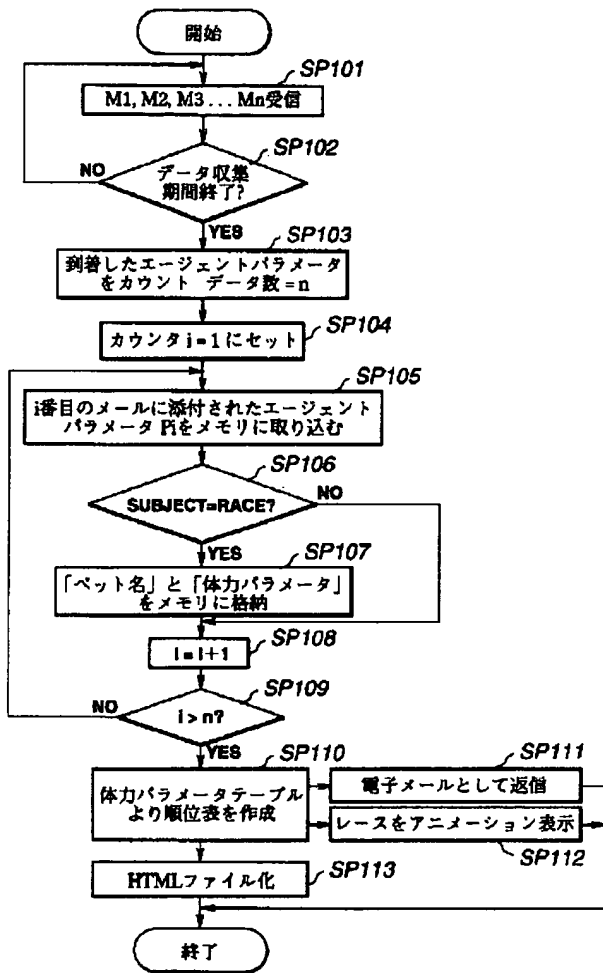 開始
SP101
M1, M2, M3 . . . Mn受信
SP102
データ収集
期間終了?
NO
YES
SP103
到着したエージェントパラメータ
をカウント データ数=n
SP104
カウンタ i=1 にセット
SP105
i番目のメールに添付されたエージェント
パラメータ Piをメモリに取り込む
SP106
SUBJECT=RACE?
NO
YES
SP107
「ペット名」と「体力パラメータ」
をメモリに格納
SP108
i=i+1
SP109
i>n?
NO
YES
SP110
体力パラメータテーブル
より順位表を作成
SP111
電子メールとして返信
レースをアニメーション表示
SP112
SP113
HTMLファイル化
終了